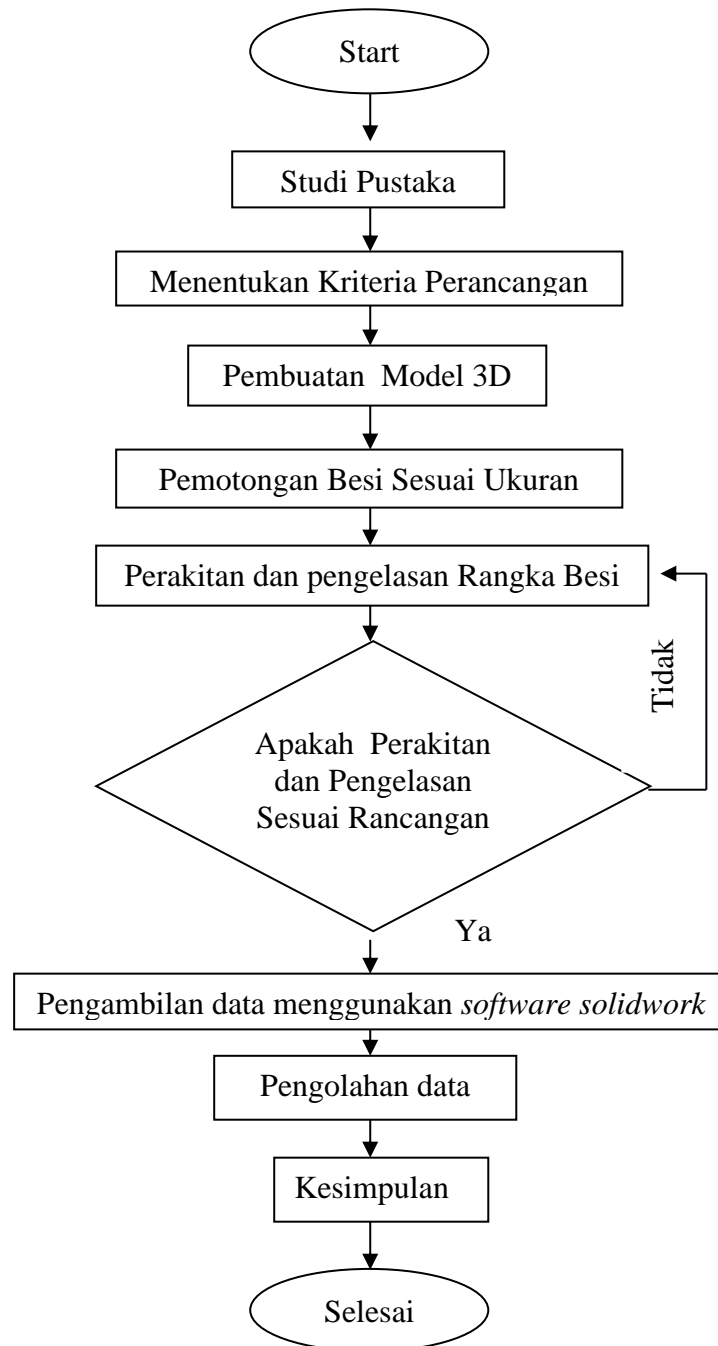 Start
Studi Pustaka
Menentukan Kriteria Perancangan
Pembuatan Model 3D
Pemotongan Besi Sesuai Ukuran
Perakitan dan pengelasan Rangka Besi
Tidak
Apakah Perakitan
dan Pengelasan
Sesuai Rancangan
Ya
Pengambilan data menggunakan software solidwork
Pengolahan data
Kesimpulan
Selesai